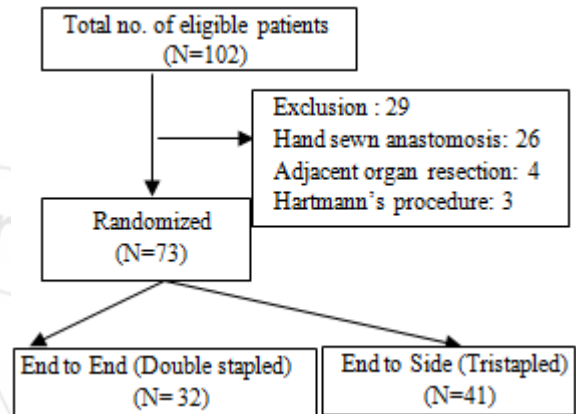 Total no. of eligible patients
(N=102)
Exclusion : 29
Hand sewn anastomosis: 26
Adjacent organ resection: 4
Hartmann’s procedure: 3
Randomized
(N=73)
End to End (Double stapled)
(N= 32)
End to Side (Tristapled)
(N=41)